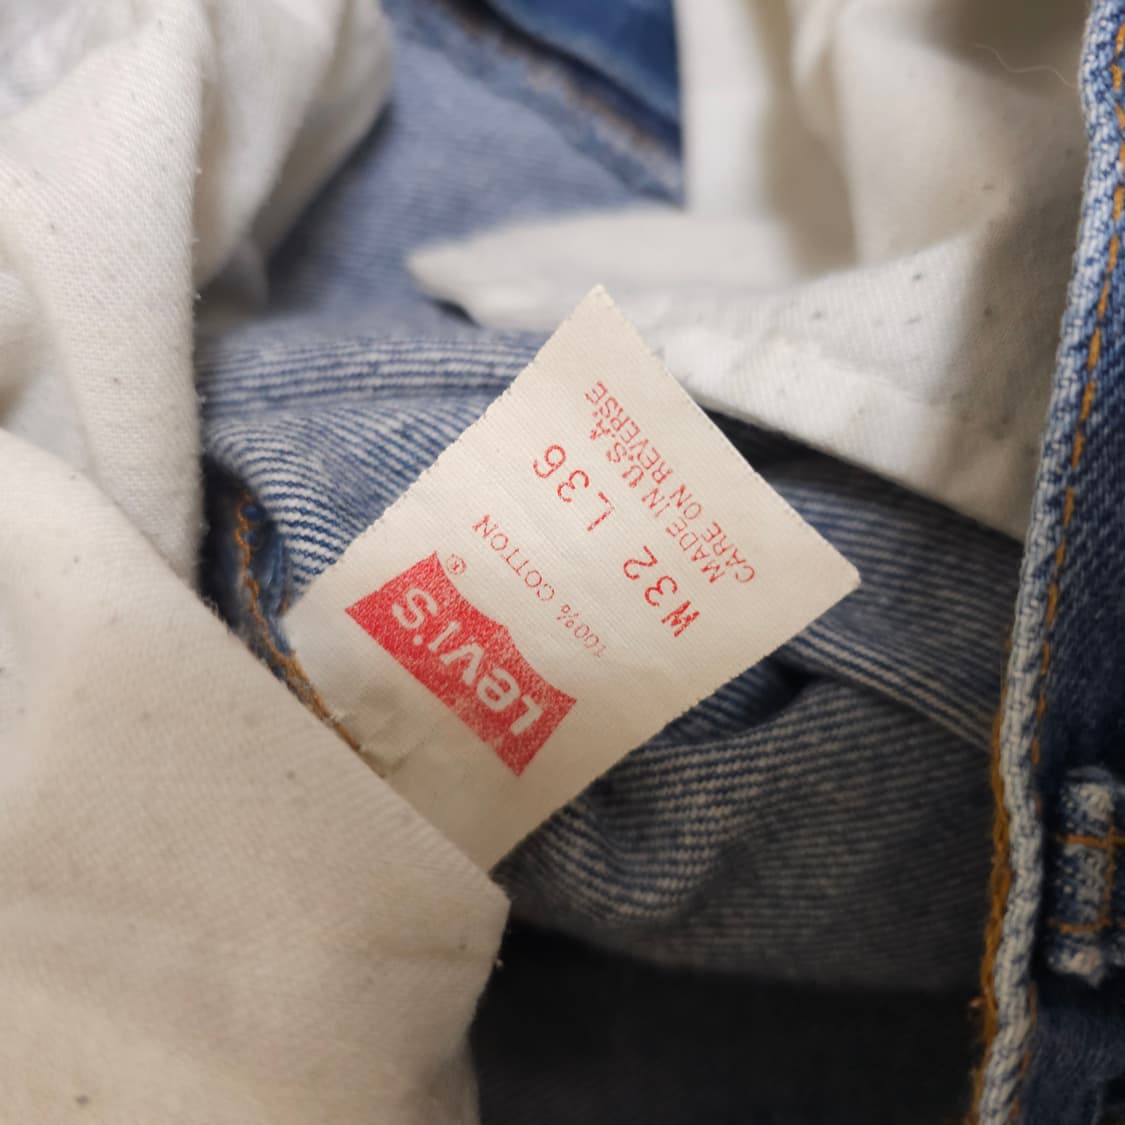 LEVI'S ®
100% COTTON
W32 L36
MADE IN U.S.A.
CARE ON REVERSE